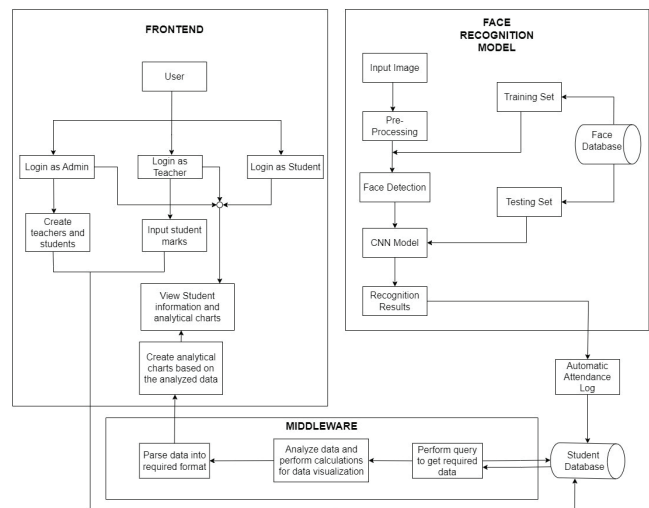 FRONTEND
User
Login as Admin
Login as
Teacher
Login as Student
Create
teachers and
students
Input student
marks
View Student
information and
analytical charts
Create analytical
charts based on
the analyzed data
FACE
RECOGNITION
MODEL
Input Image
Training Set
Pre-
Processing
Face
Database
Face Detection
Testing Set
CNN Model
Recognition
Results
Automatic
Attendance
Log
MIDDLEWARE
Parse data into
required format
Analyze data and
perform calculations
for data visualization
Perform query
to get required
data
Student
Database